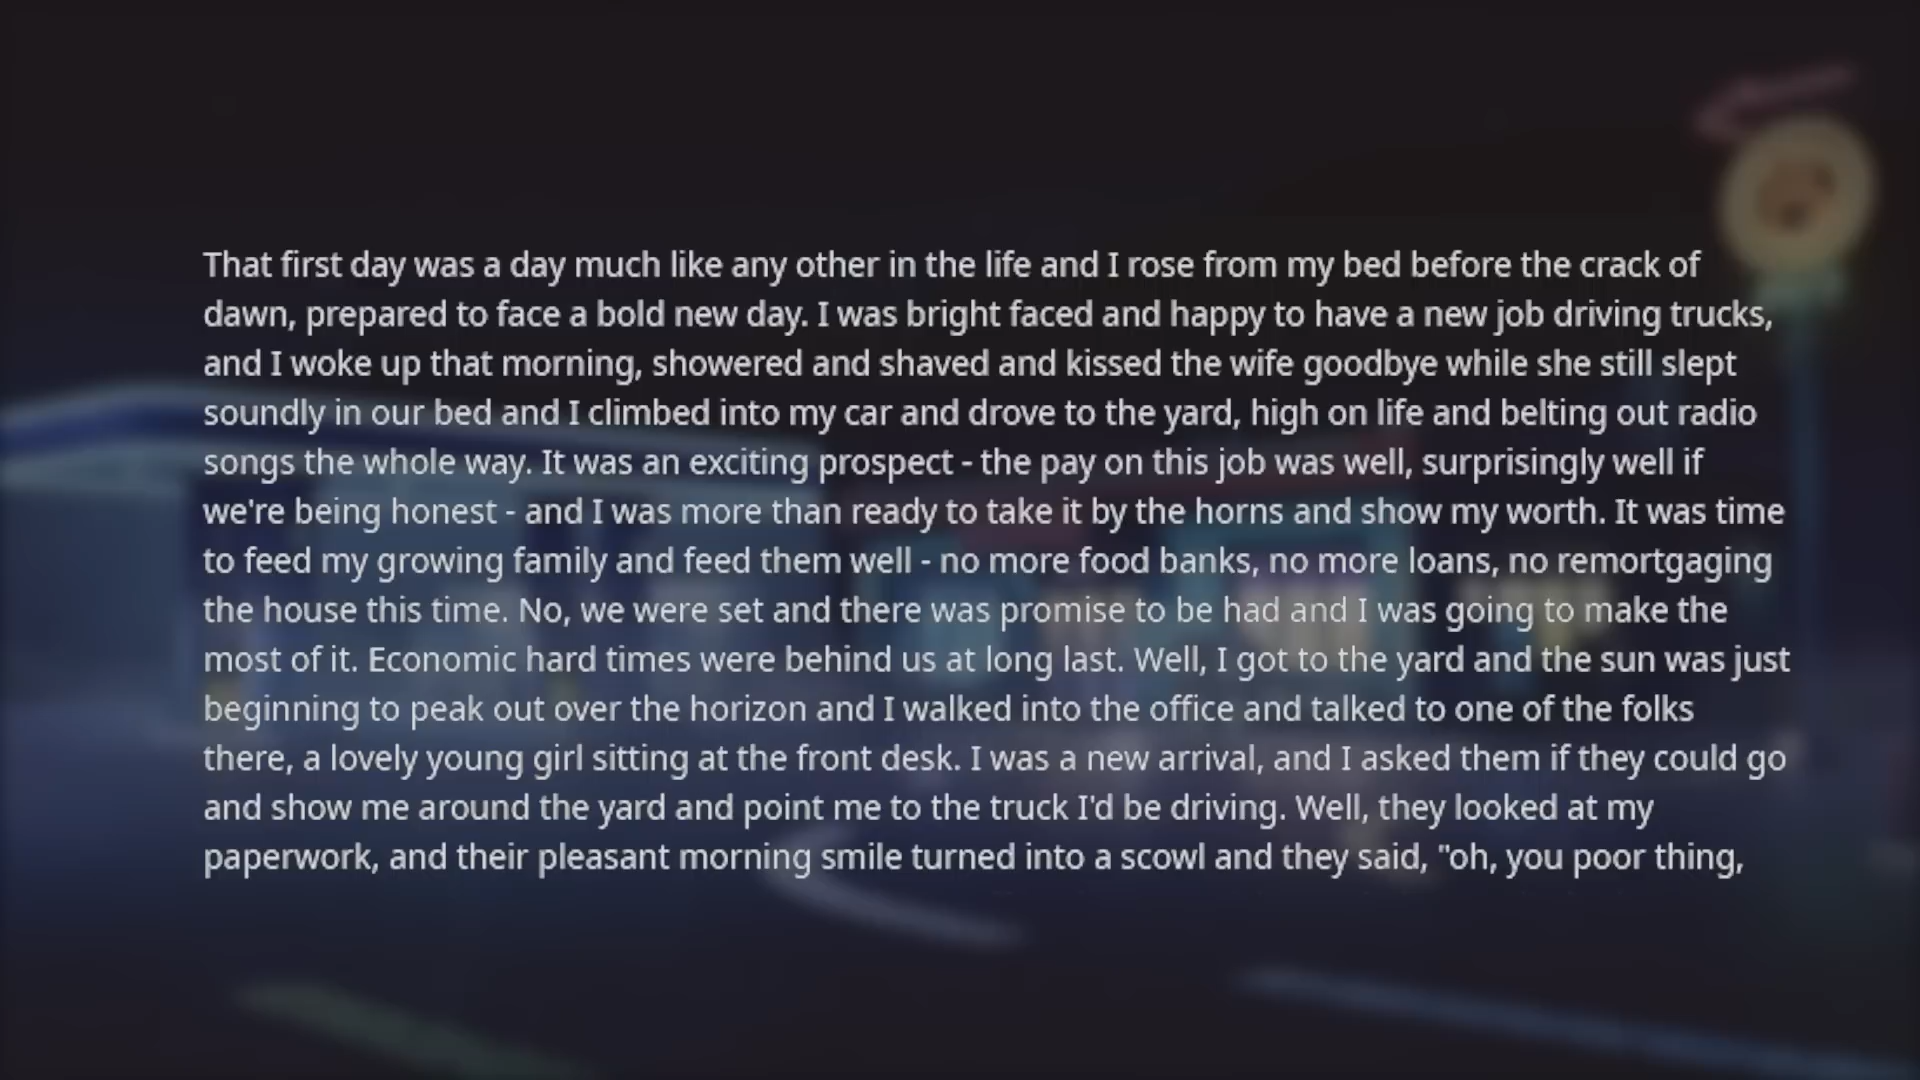 That first day was a day much like any other in the life and I rose from my bed before the crack of
dawn, prepared to face a bold new day. I was bright faced and happy to have a new job driving trucks,
and I woke up that morning, showered and shaved and kissed the wife goodbye while she still slept
soundly in our bed and I climbed into my car and drove to the yard, high on life and belting out radio
songs the whole way. It was an exciting prospect - the pay on this job was well, surprisingly well if
we're being honest - and I was more than ready to take it by the horns and show my worth. It was time
to feed my growing family and feed them well - no more food banks, no more loans, no remortgaging
the house this time. No, we were set and there was promise to be had and I was going to make the
most of it. Economic hard times were behind us at long last. Well, I got to the yard and the sun was just
beginning to peak out over the horizon and I walked into the office and talked to one of the folks
there, a lovely young girl sitting at the front desk. I was a new arrival, and I asked them if they could go
and show me around the yard and point me to the truck I'd be driving. Well, they looked at my
paperwork, and their pleasant morning smile turned into a scowl and they said, "oh, you poor thing,